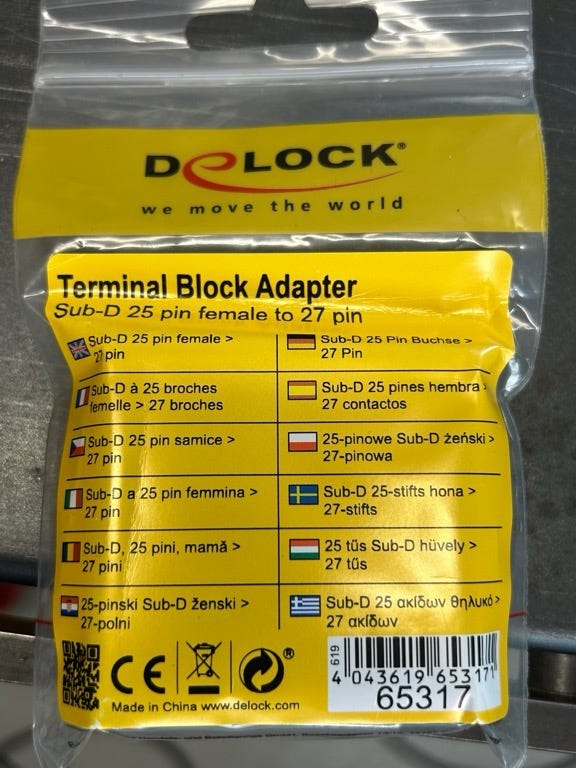 DELOCK®
we move the world
Terminal Block Adapter
Sub-D 25 pin female to 27 pin
Sub-D 25 pin female >
27 pin
Sub-D 25 Pin Buchse >
27 Pin
Sub-D à 25 broches
femelle > 27 broches
Sub-D 25 pines hembra >
27 contactos
Sub-D 25 pin samice >
27 pin
25-pinowe Sub-D żeński >
27-pinowa
Sub-D a 25 pin femmina >
27 pin
Sub-D 25-stifts hona >
27-stifts
Sub-D, 25 pini, mamă >
27 pini
25 tűs Sub-D hüvely >
27 tűs
25-pinski Sub-D ženski >
27-polni
Sub-D 25 ακίδων θηλυκό >
27 ακίδων
CE
®
Made in China www.delock.com
619
4 043619 653171
65317